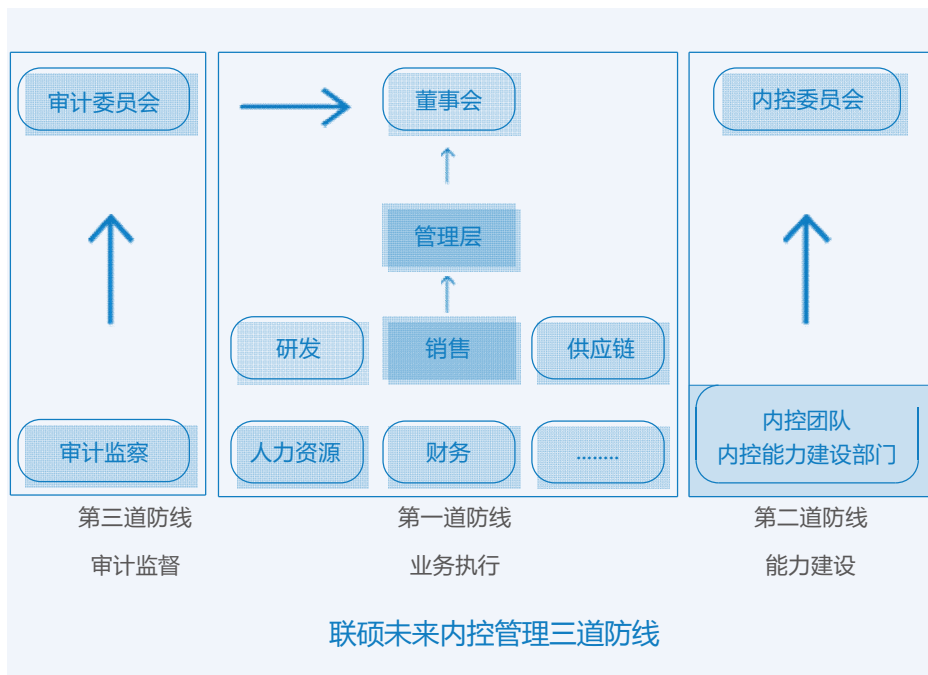 审计委员会
董事会
内控委员会
管理层
研发
销售
供应链
审计监察
人力资源
财务
........
内控团队
内控能力建设部门
第三道防线
第一道防线
第二道防线
审计监督
业务执行
能力建设
联硕未来内控管理三道防线